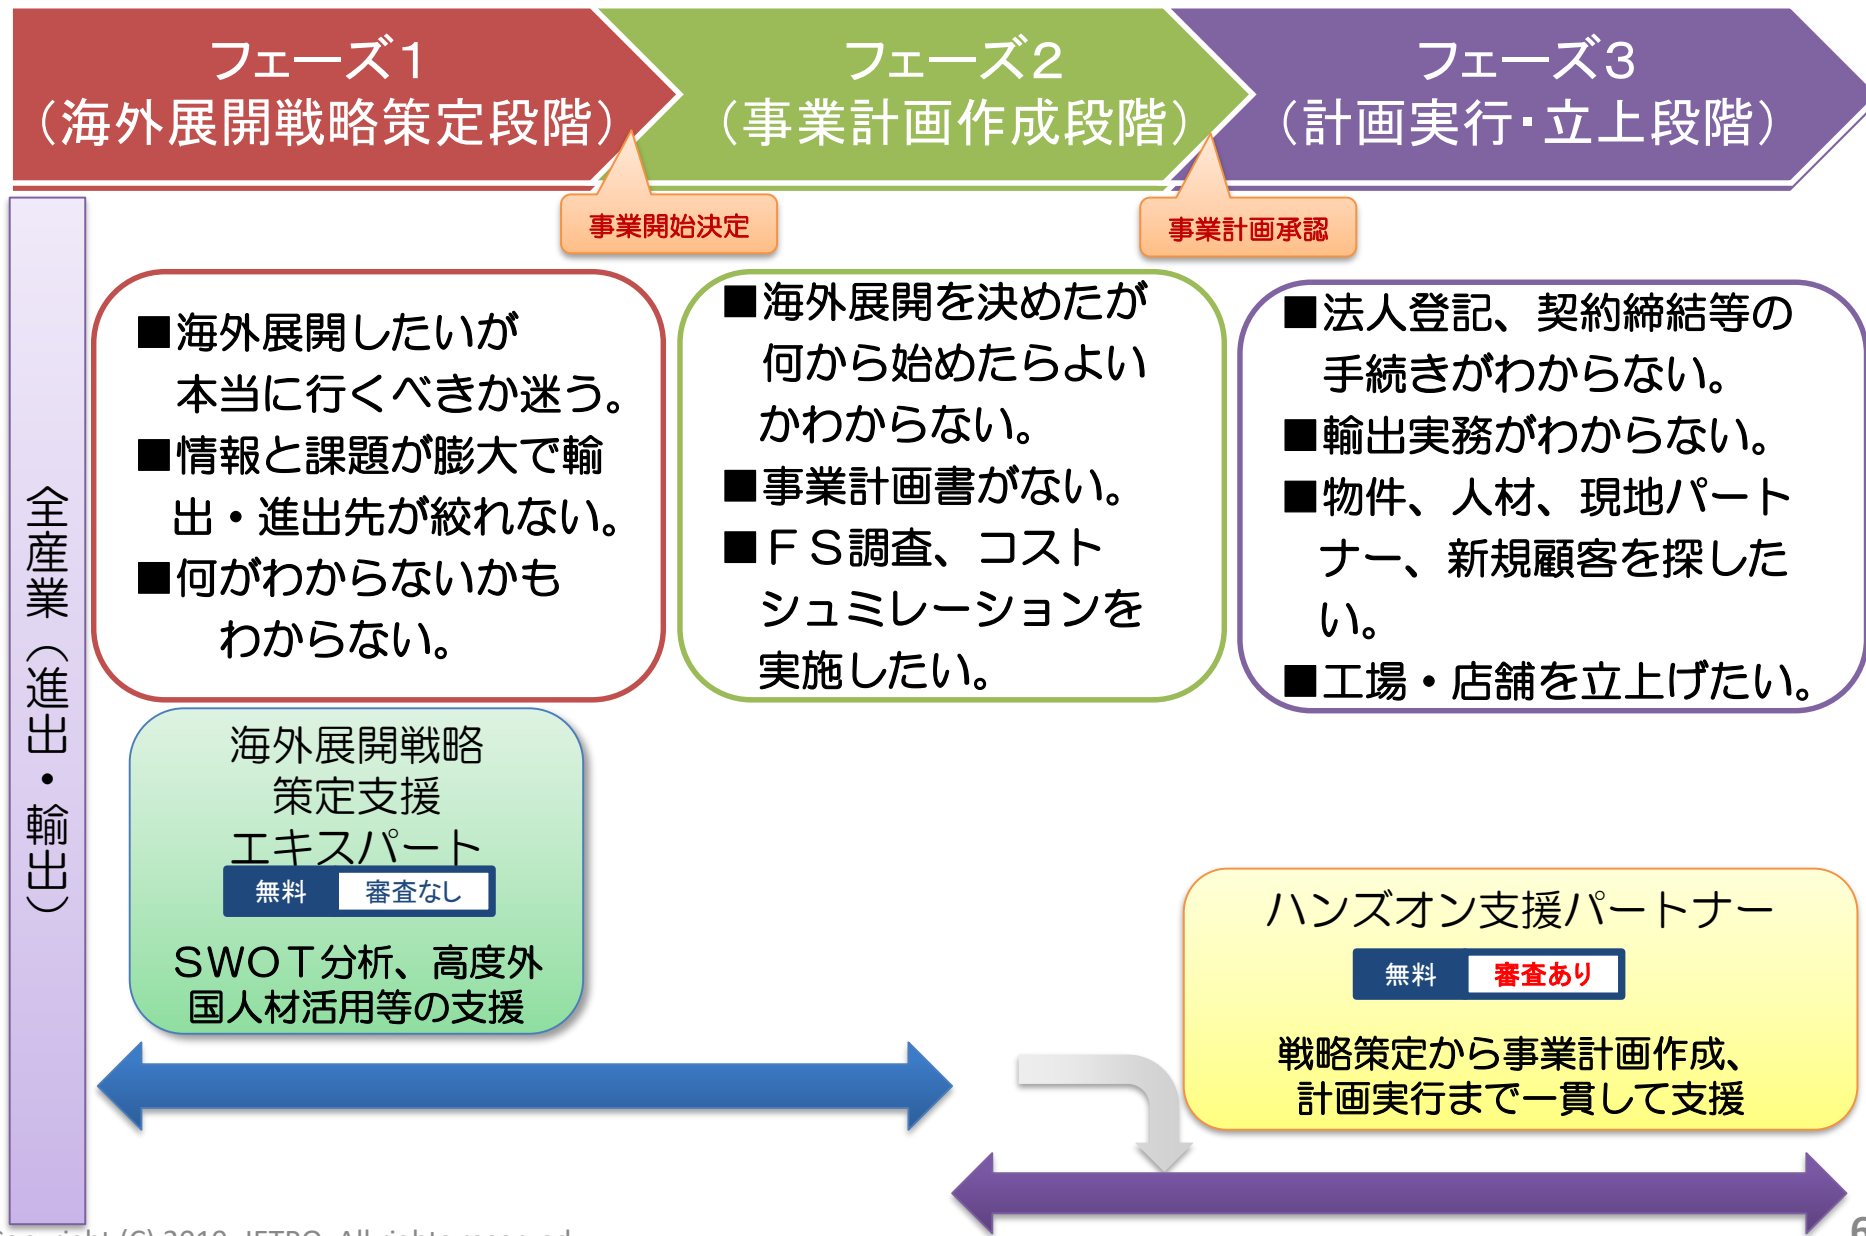 フェーズ１
（海外展開戦略策定段階）
フェーズ２
（事業計画作成段階）
フェーズ３
（計画実行・立上段階）
事業開始決定
事業計画承認
全産業（進出・輸出）
■海外展開したいが
本当に行くべきか迷う。
■情報と課題が膨大で輸
出・進出先が絞れない。
■何がわからないかも
わからない。
■海外展開を決めたが
何から始めたらよい
かわからない。
■事業計画書がない。
■ＦＳ調査、コスト
シュミレーションを
実施したい。
■法人登記、契約締結等の
手続きがわからない。
■輸出実務がわからない。
■物件、人材、現地パート
ナー、新規顧客を探した
い。
■工場・店舗を立上げたい。
海外展開戦略
策定支援
エキスパート
無料 審査なし
ＳＷＯＴ分析、高度外
国人材活用等の支援
ハンズオン支援パートナー
無料 審査あり
戦略策定から事業計画作成、
計画実行まで一貫して支援
Copyright (C) 2019 JETRO. All rights reserved.
6